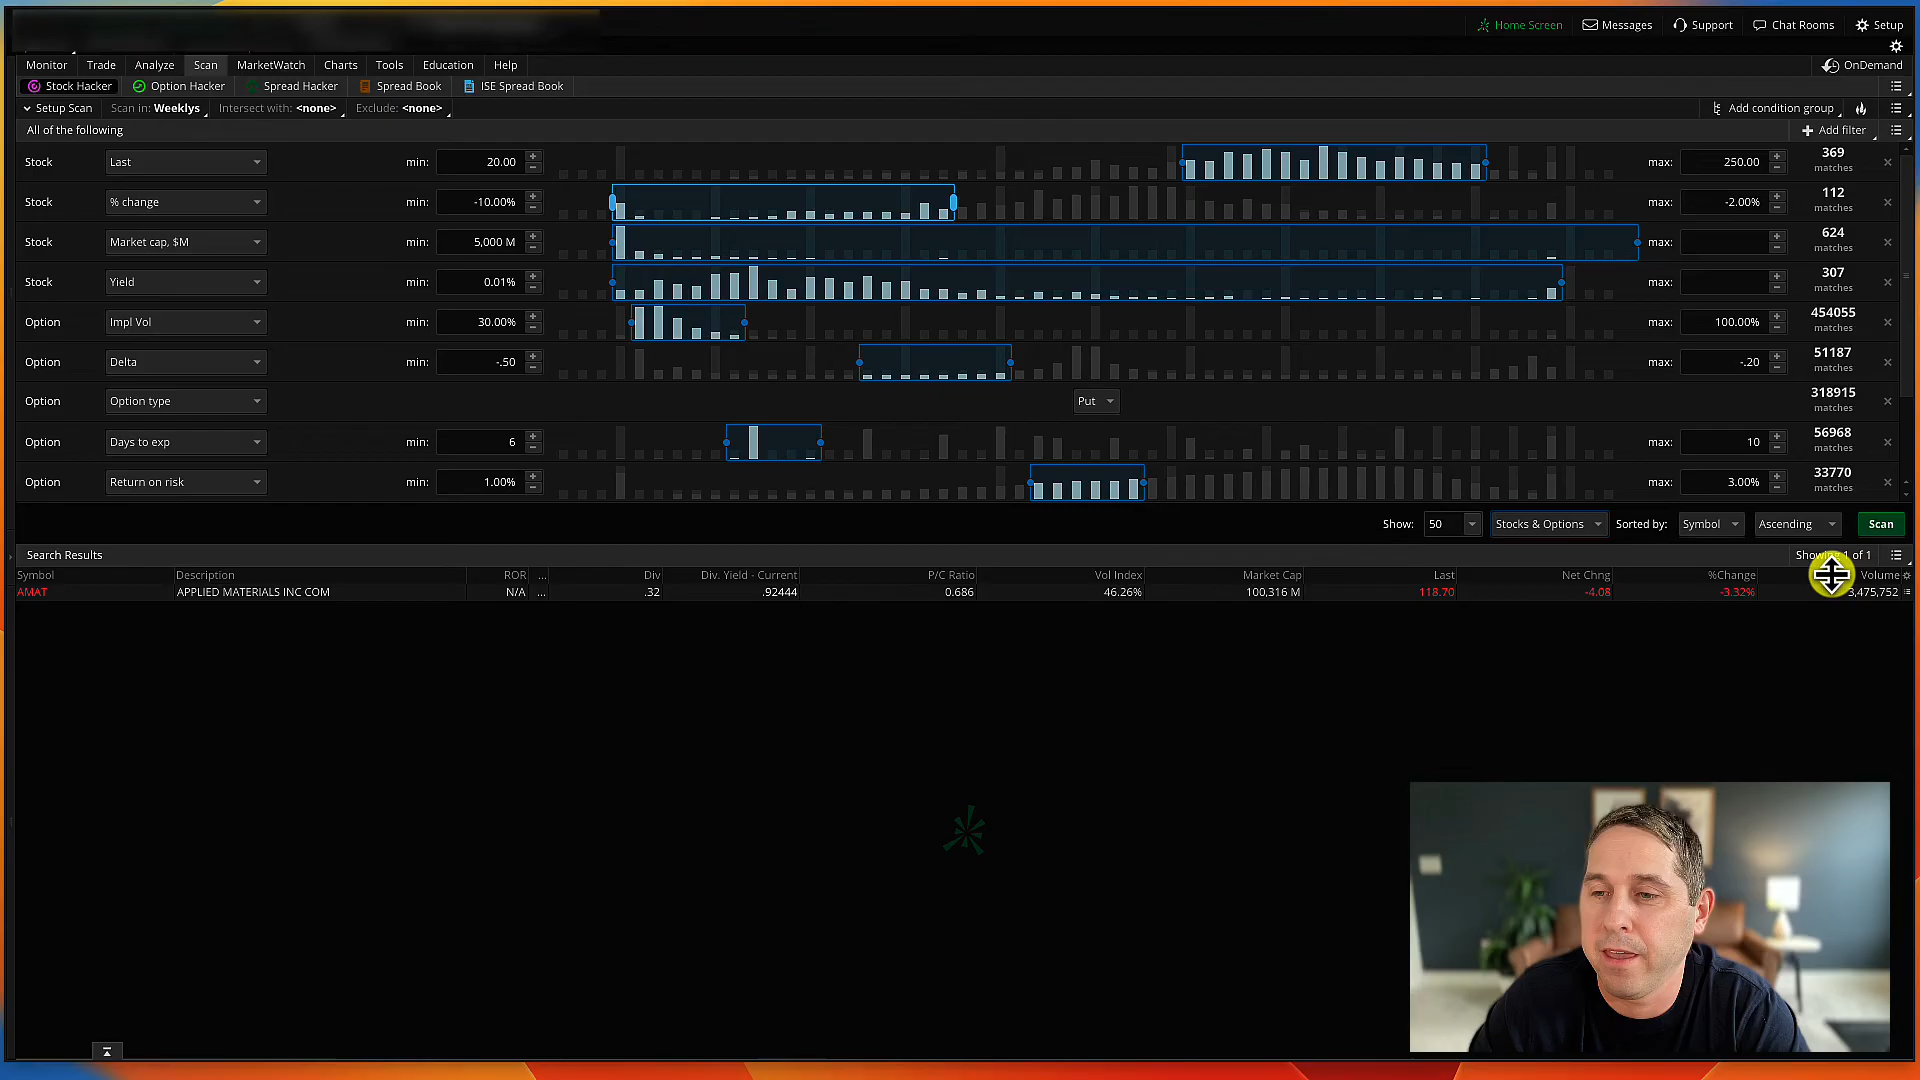 Home Screen Messages Support Chat Rooms Setup
Monitor Trade Analyze Scan MarketWatch Charts Tools Education Help OnDemand
Stock Hacker Option Hacker Spread Hacker Spread Book ISE Spread Book
Setup Scan Scan in: Weeklys Intersect with: <none> Exclude: <none> Add condition group
All of the following + Add filter
Stock Last min: 20.00 max: 250.00 369 matches
Stock % change min: -10.00% max: -2.00% 112 matches
Stock Market cap, $M min: 5,000 M max: 624 matches
Stock Yield min: 0.01% max: 307 matches
Option Impl Vol min: 30.00% max: 100.00% 454055 matches
Option Delta min: -.50 max: -.20 51187 matches
Option Option type Put 318915 matches
Option Days to exp min: 6 max: 10 56968 matches
Option Return on risk min: 1.00% max: 3.00% 33770 matches
Show: 50 Stocks & Options Sorted by: Symbol Ascending Scan
Search Results Showing 1 of 1
Symbol Description ROR ... Div Div. Yield - Current P/C Ratio Vol Index Market Cap Last Net Chng %Change Volume
AMAT APPLIED MATERIALS INC COM N/A ... .32 .92444 0.686 46.26% 100,316 M 118.70 -4.08 -3.32% 3,475,752